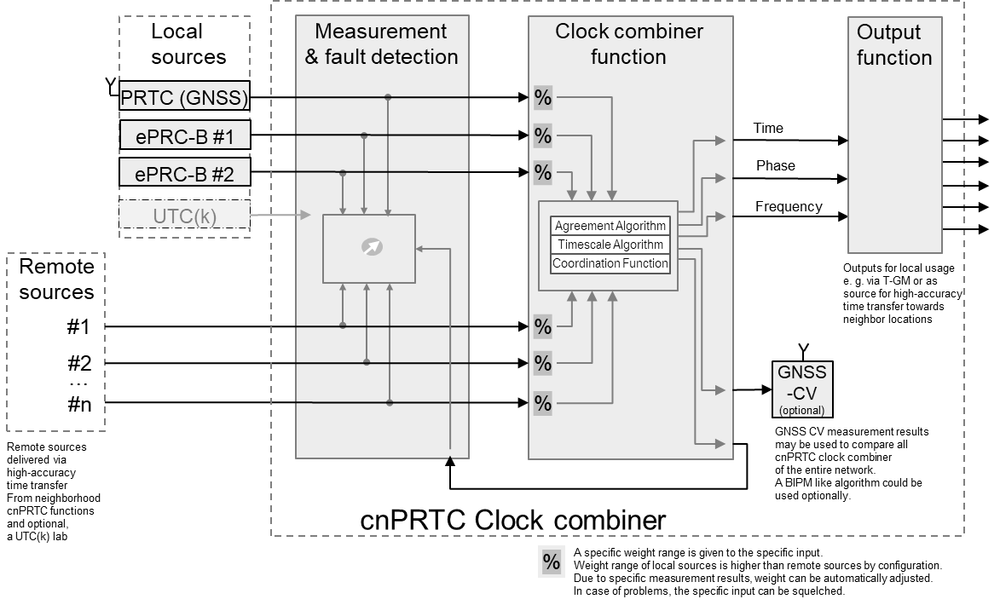 Local
sources
PRTC (GNSS)
ePRC-B #1
ePRC-B #2
UTC(k)
Remote
sources
#1
#2
…
#n
Remote sources
delivered via
high-accuracy
time transfer
From neighborhood
cnPRTC functions
and optional,
a UTC(k) lab
Measurement
& fault detection
Clock combiner
function
%
%
%
Agreement Algorithm
Timescale Algorithm
Coordination Function
%
%
%
Time
Phase
Frequency
Output
function
Outputs for local usage
e. g. via T-GM or as
source for high-accuracy
time transfer towards
neighbor locations
GNSS
-CV
(optional)
GNSS CV measurement results
may be used to compare all
cnPRTC clock combiner
of the entire network.
A BIPM like algorithm could be
used optionally.
cnPRTC Clock combiner
%
A specific weight range is given to the specific input.
Weight range of local sources is higher than remote sources by configuration.
Due to specific measurement results, weight can be automatically adjusted.
In case of problems, the specific input can be squelched.